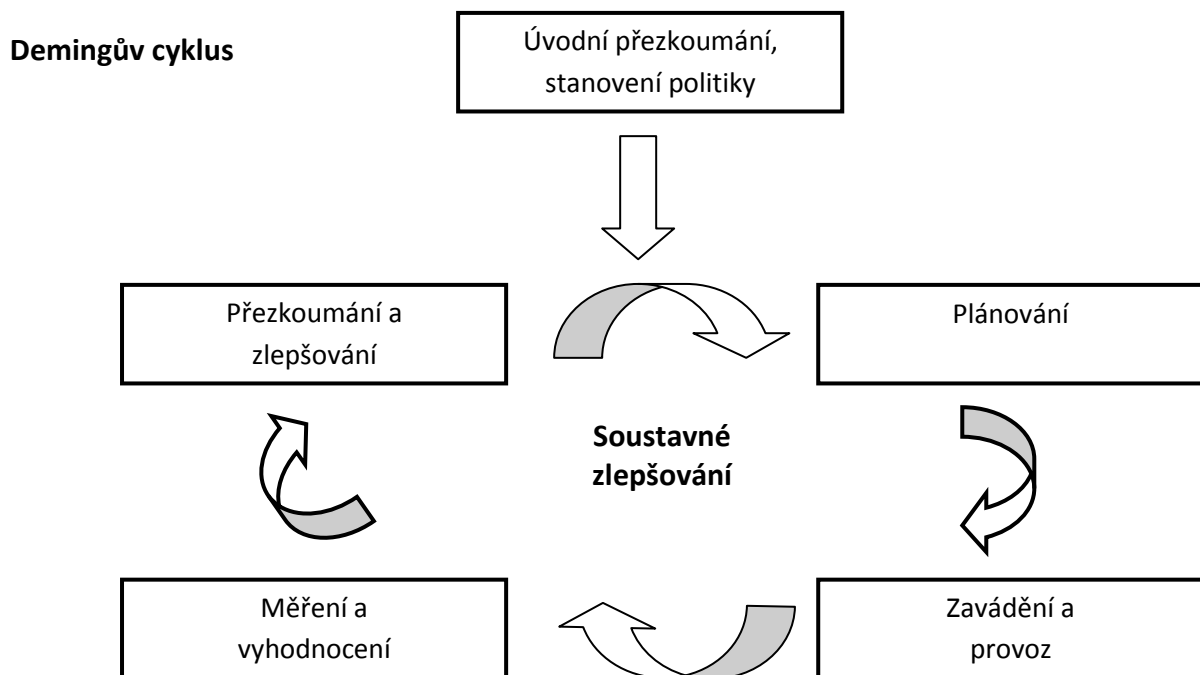 Demingův cyklus
Úvodní přezkoumání,
stanovení politiky
Přezkoumání a
zlepšování
Plánování
Soustavné
zlepšování
Měření a
vyhodnocení
Zavádění a
provoz